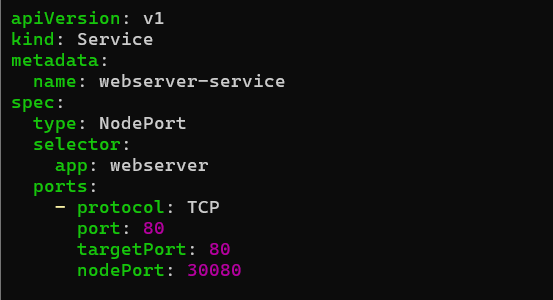 apiVersion: v1
kind: Service
metadata:
  name: webserver-service
spec:
  type: NodePort
  selector:
    app: webserver
  ports:
    - protocol: TCP
      port: 80
      targetPort: 80
      nodePort: 30080